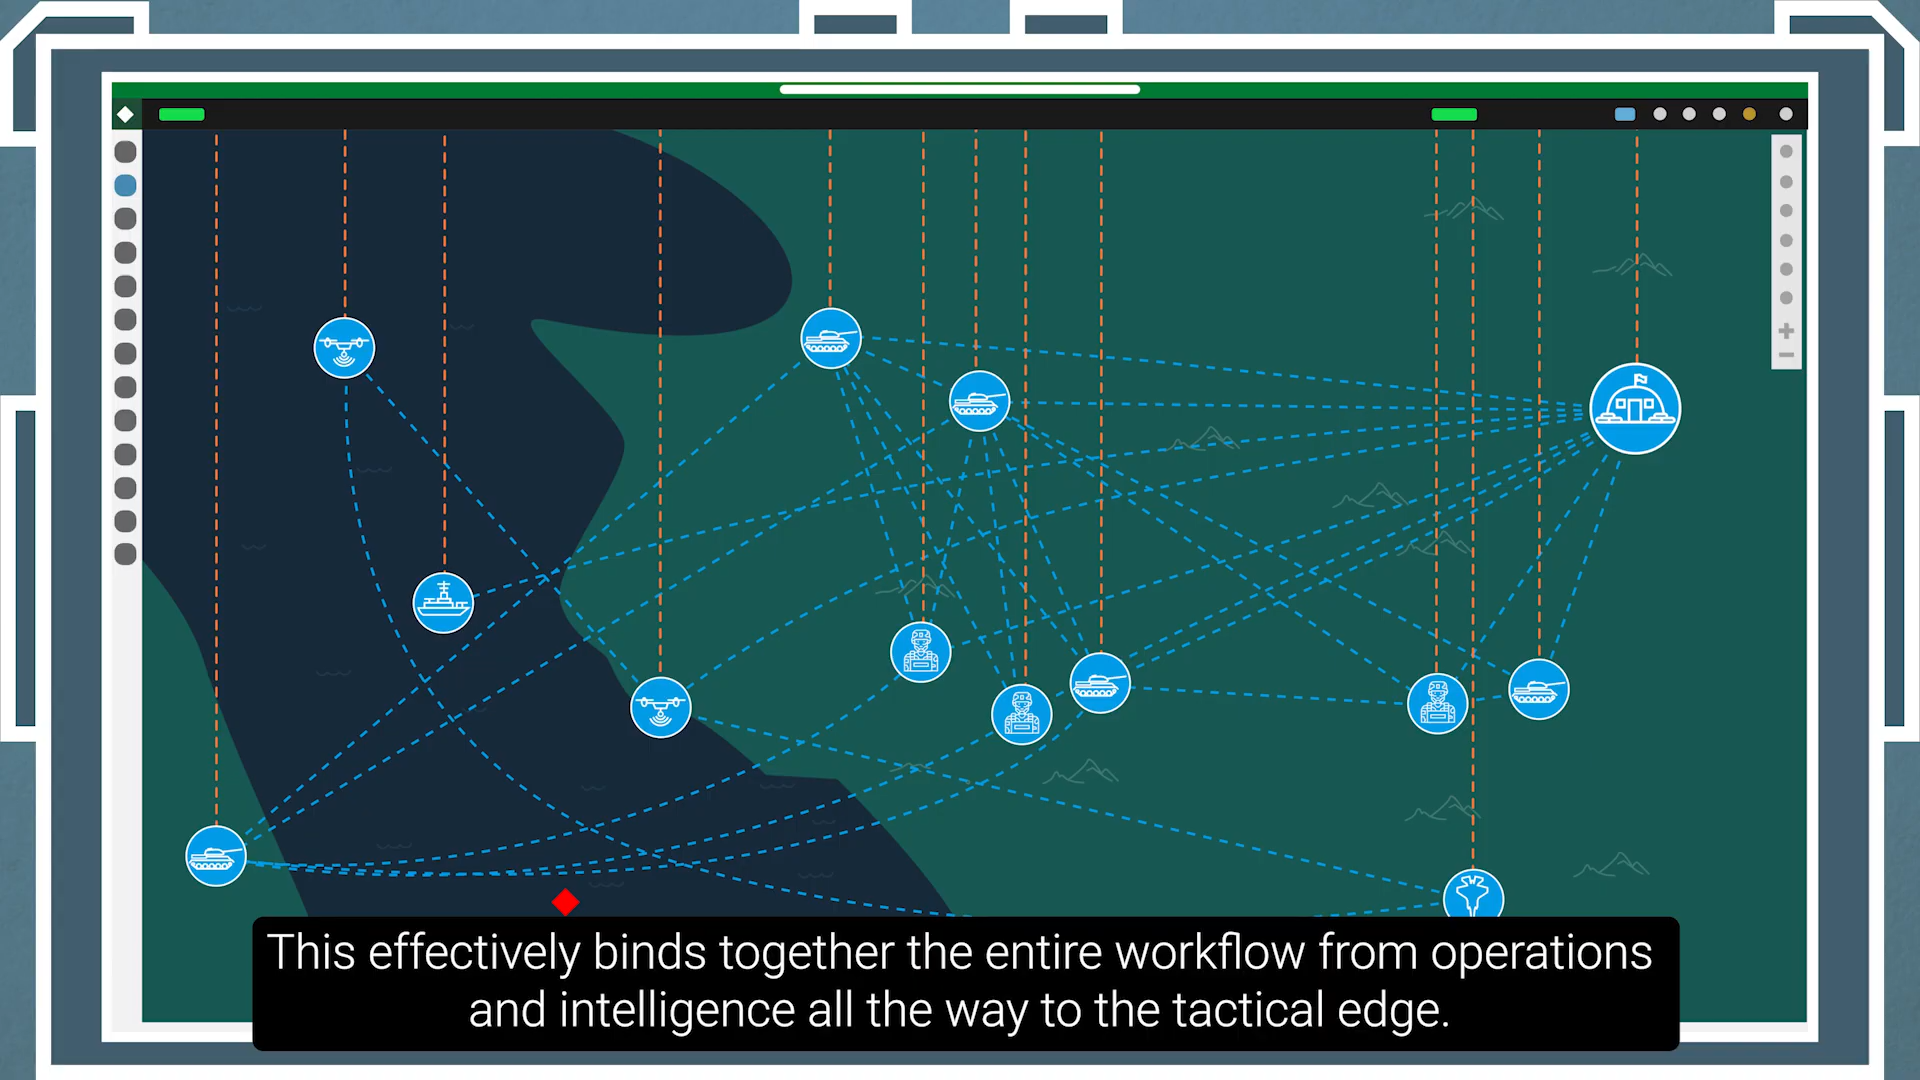 This effectively binds together the entire workflow from operations
and intelligence all the way to the tactical edge.